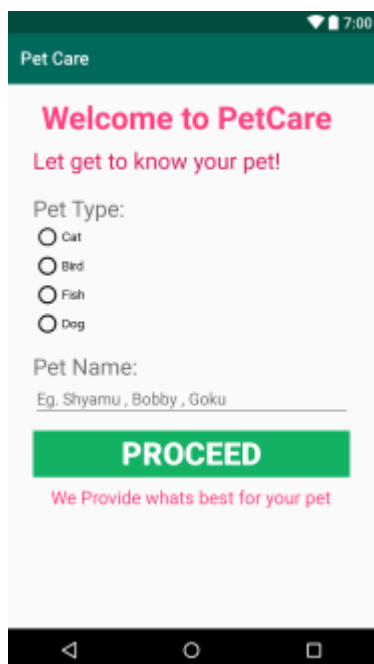 7:00
Pet Care
Welcome to PetCare
Let get to know your pet!
Pet Type:
Cat
Bird
Fish
Dog
Pet Name:
Eg. Shyamu , Bobby , Goku
PROCEED
We Provide whats best for your pet